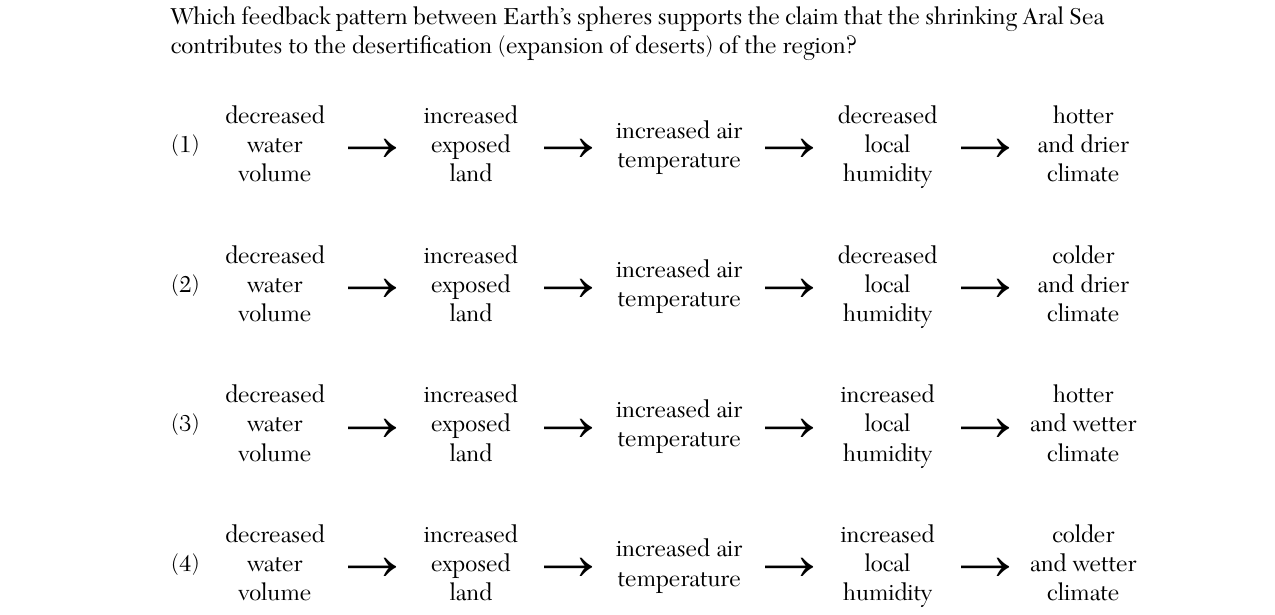 Which feedback pattern between Earth's spheres supports the claim that the shrinking Aral Sea
contributes to the desertification (expansion of deserts) of the region?
(1) decreased water volume → increased exposed land → increased air temperature → decreased local humidity → hotter and drier climate
(2) decreased water volume → increased exposed land → increased air temperature → decreased local humidity → colder and drier climate
(3) decreased water volume → increased exposed land → increased air temperature → increased local humidity → hotter and wetter climate
(4) decreased water volume → increased exposed land → increased air temperature → increased local humidity → colder and wetter climate